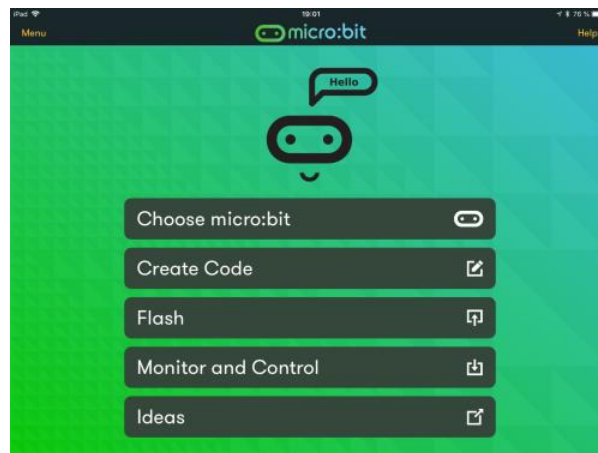 iPad 19:01 76 %
Menu micro:bit Help
Hello
Choose micro:bit
Create Code
Flash
Monitor and Control
Ideas